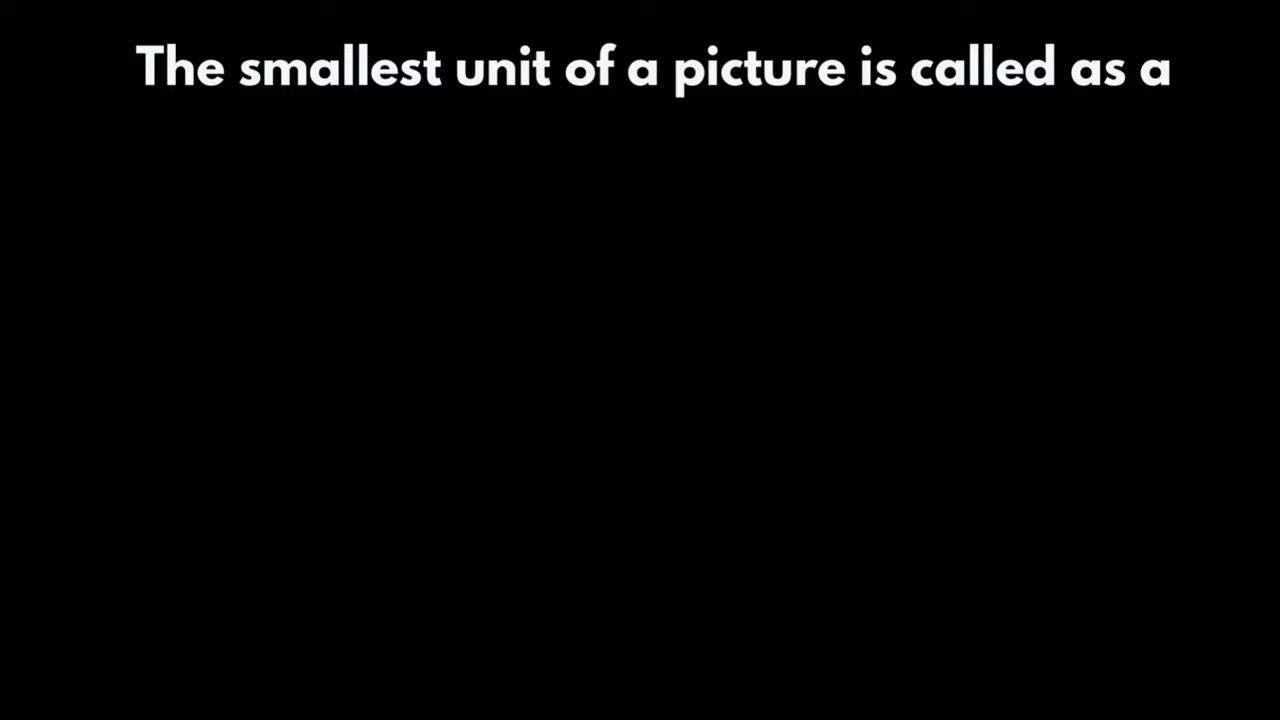 The smallest unit of a picture is called as a